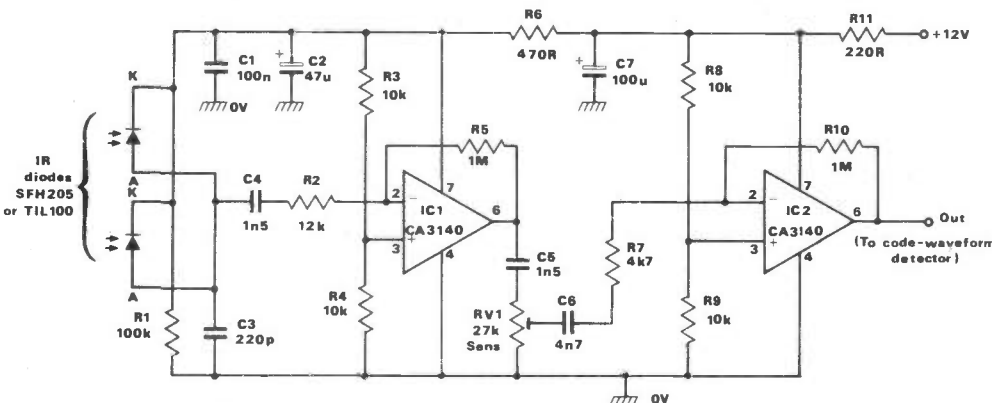 R6
470R
R11
220R
+12V
C1
100n
0V
C2
47u
R3
10k
C7
100u
R8
10k
K
A
K
A
IR
diodes
SFH205
or TIL100
C4
1n5
R2
12k
R5
1M
2
−
7
IC1
CA3140
6
3
+
4
R10
1M
2
−
7
IC2
CA3140
6
3
+
4
Out
(To code-waveform
detector)
R7
4k7
C5
1n5
R1
100k
C3
220p
R4
10k
RV1
27k
Sens
C6
4n7
R9
10k
0V